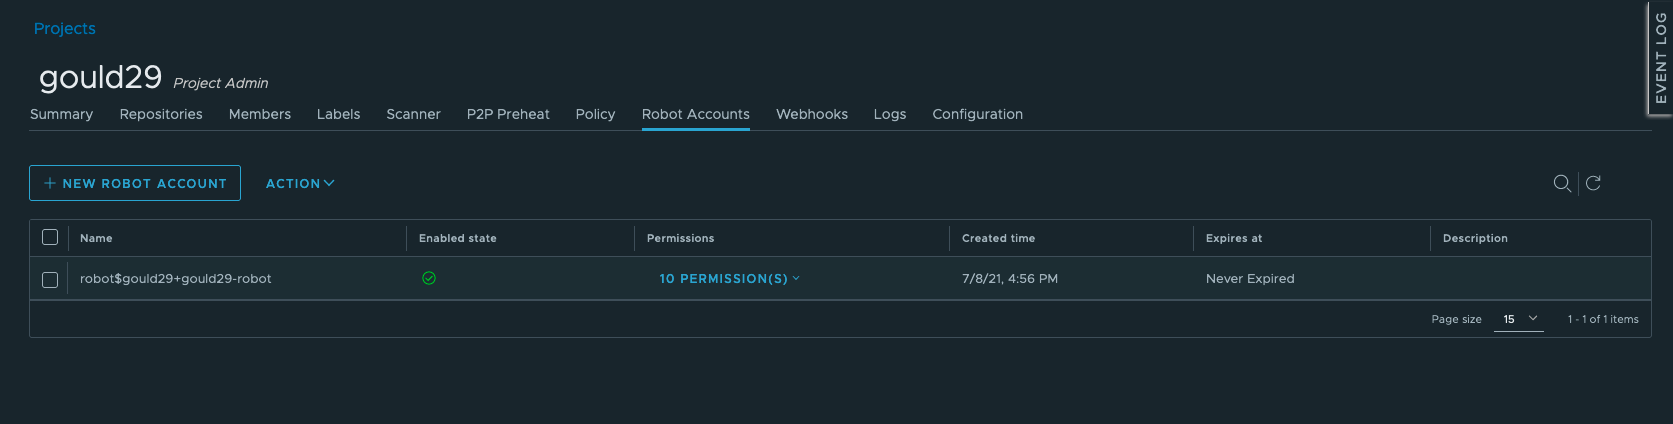 Projects
EVENT LOG
gould29 Project Admin
Summary Repositories Members Labels Scanner P2P Preheat Policy Robot Accounts Webhooks Logs Configuration
+ NEW ROBOT ACCOUNT ACTION
Name Enabled state Permissions Created time Expires at Description
robot$gould29+gould29-robot 10 PERMISSION(S) 7/8/21, 4:56 PM Never Expired
Page size 15 1 - 1 of 1 items